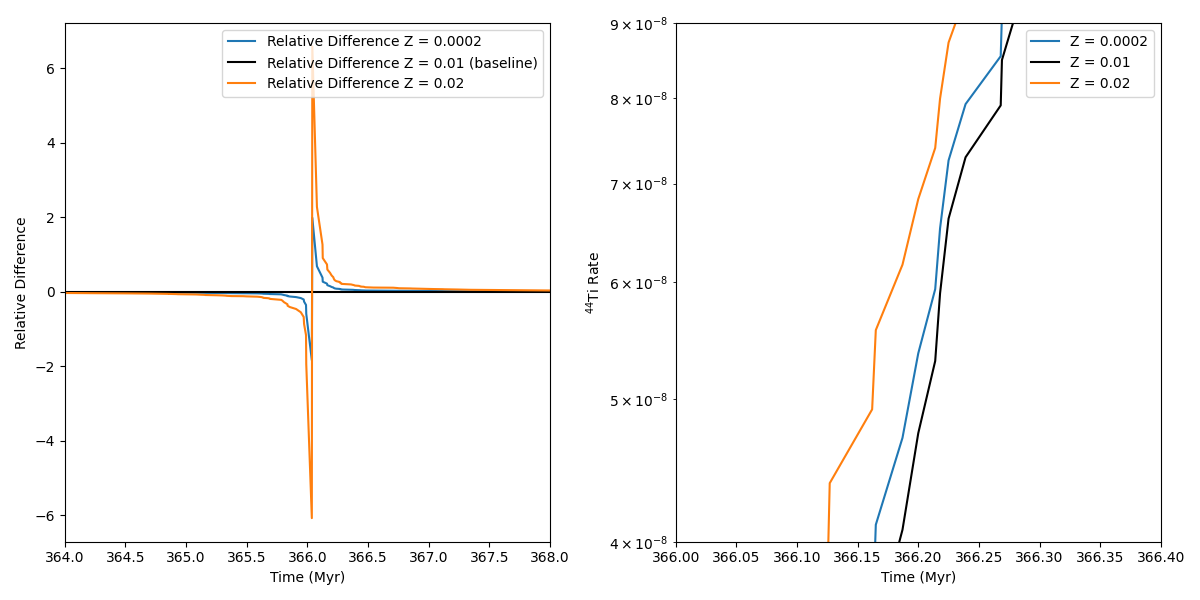 Relative Difference Z = 0.0002
Relative Difference Z = 0.01 (baseline)
Relative Difference Z = 0.02
6
4
2
0
−2
−4
−6
Relative Difference
364.0 364.5 365.0 365.5 366.0 366.5 367.0 367.5 368.0
Time (Myr)
Z = 0.0002
Z = 0.01
Z = 0.02
9 × 10⁻⁸
8 × 10⁻⁸
7 × 10⁻⁸
6 × 10⁻⁸
5 × 10⁻⁸
4 × 10⁻⁸
⁴⁴Ti Rate
366.00 366.05 366.10 366.15 366.20 366.25 366.30 366.35 366.40
Time (Myr)